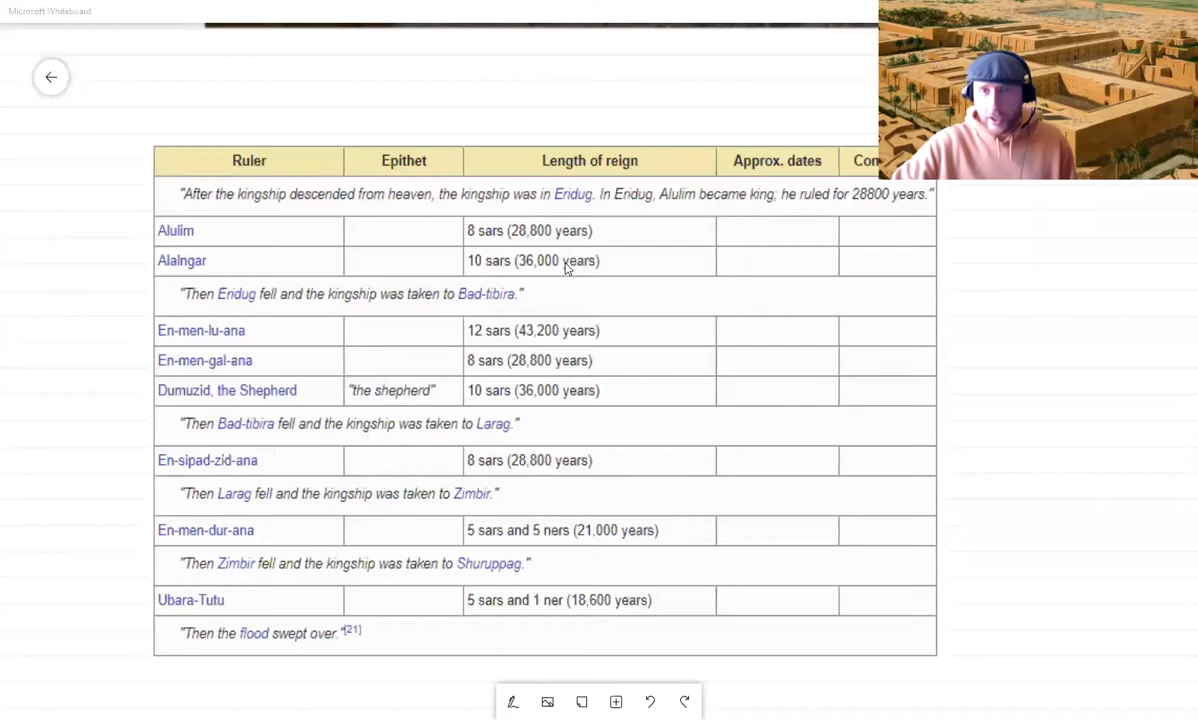 Microsoft Whiteboard
Ruler Epithet Length of reign Approx. dates
"After the kingship descended from heaven, the kingship was in Eridug. In Eridug, Alulim became king; he ruled for 28800 years."
Alulim 8 sars (28,800 years)
Alalngar 10 sars (36,000 years)
"Then Eridug fell and the kingship was taken to Bad-tibira."
En-men-lu-ana 12 sars (43,200 years)
En-men-gal-ana 8 sars (28,800 years)
Dumuzid, the Shepherd "the shepherd" 10 sars (36,000 years)
"Then Bad-tibira fell and the kingship was taken to Larag."
En-sipad-zid-ana 8 sars (28,800 years)
"Then Larag fell and the kingship was taken to Zimbir."
En-men-dur-ana 5 sars and 5 ners (21,000 years)
"Then Zimbir fell and the kingship was taken to Shuruppag."
Ubara-Tutu 5 sars and 1 ner (18,600 years)
"Then the flood swept over."[21]